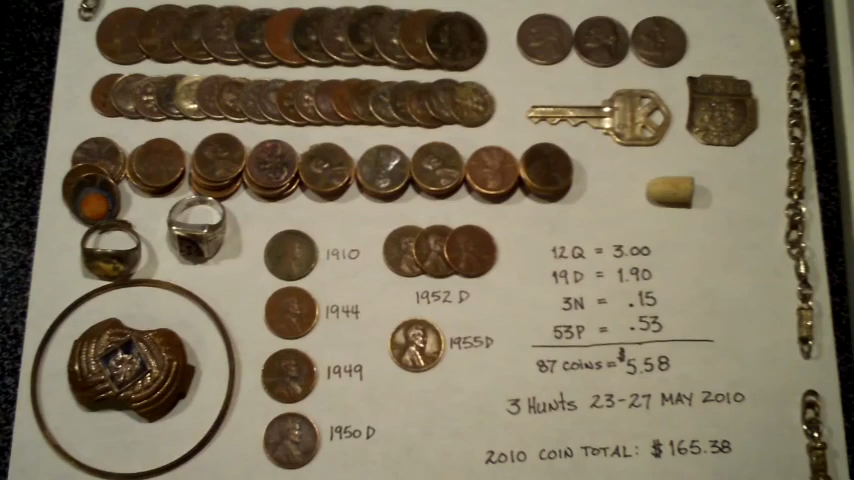 1910
1944
1949
1950 D
1952 D
1955D
12Q = 3.00
19D = 1.90
3N = .15
53P = .53
87 COINS = $5.58
3 HUNTS 23-27 MAY 2010
2010 COIN TOTAL: $165.38